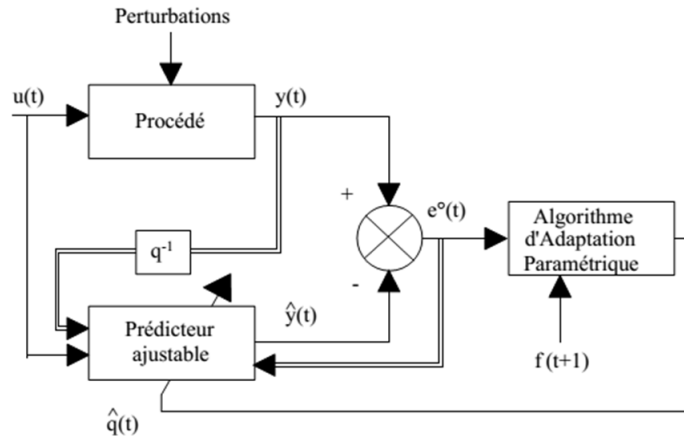 Perturbations
u(t)
y(t)
Procédé
+
e°(t)
Algorithme
d'Adaptation
Paramétrique
q⁻¹
-
Prédicteur
ajustable
ŷ(t)
f(t+1)
q̂(t)